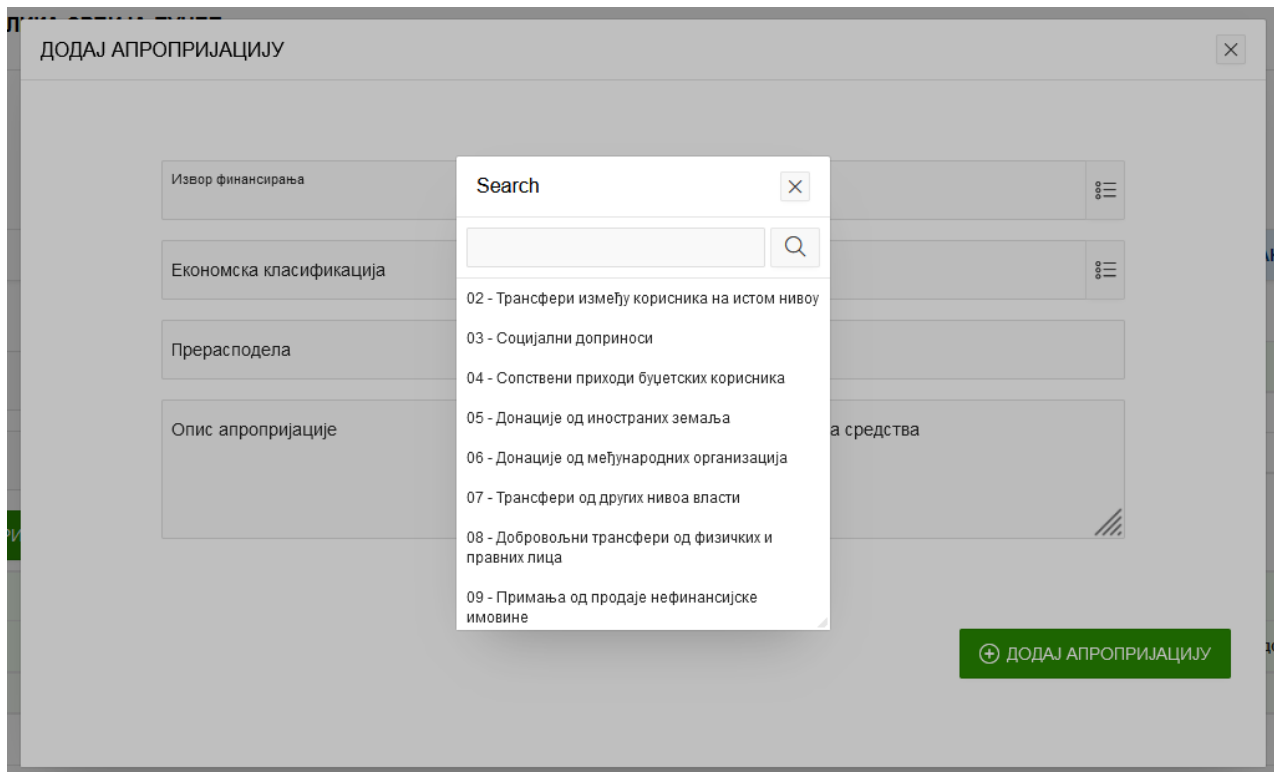 ДОДАЈ АПРОПРИЈАЦИЈУ
Извор финансирања
Економска класификација
Прерасподела
Опис апропријације
а средства
Search
02 - Трансфери између корисника на истом нивоу
03 - Социјални доприноси
04 - Сопствени приходи буџетских корисника
05 - Донације од иностраних земаља
06 - Донације од међународних организација
07 - Трансфери од других нивоа власти
08 - Добровољни трансфери од физичких и
правних лица
09 - Примања од продаје нефинансијске
имовине
ДОДАЈ АПРОПРИЈАЦИЈУ